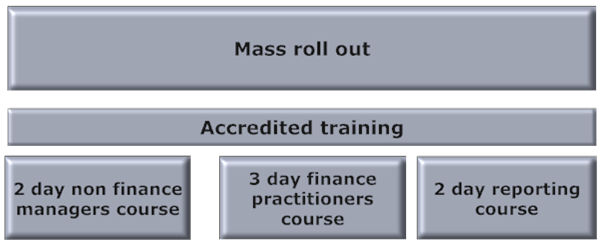 Mass roll out
Accredited training
2 day non finance
managers course
3 day finance
practitioners
course
2 day reporting
course